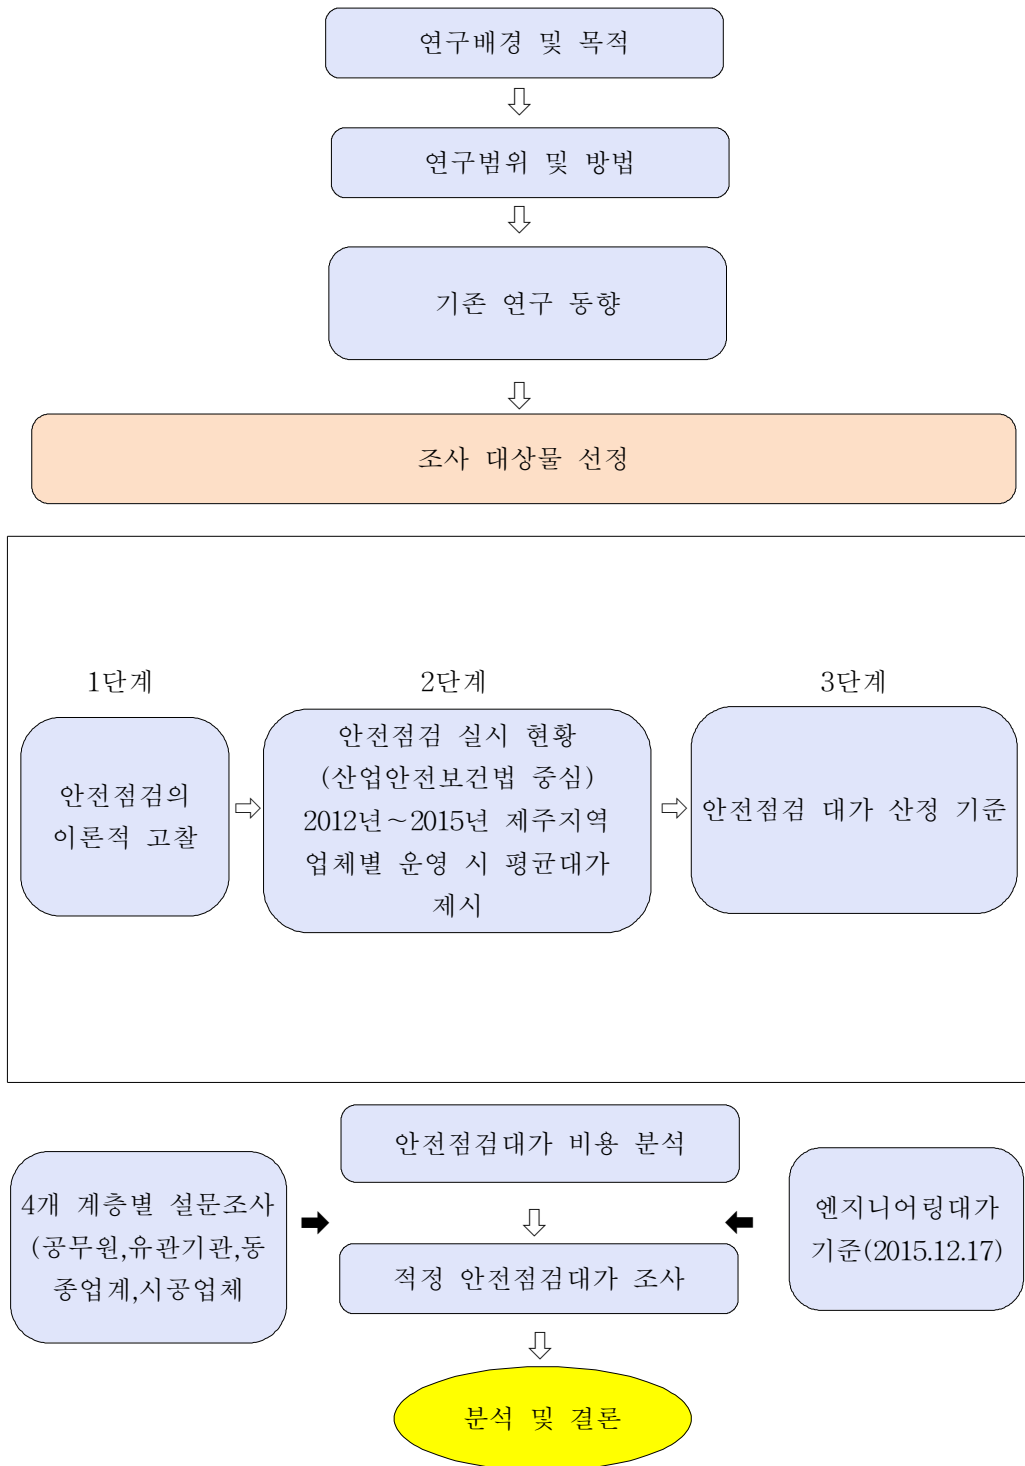 연구배경 및 목적
연구범위 및 방법
기존 연구 동향
조사 대상물 선정
1단계
안전점검의
이론적 고찰
2단계
안전점검 실시 현황
(산업안전보건법 중심)
2012년～2015년 제주지역
업체별 운영 시 평균대가
제시
3단계
안전점검 대가 산정 기준
안전점검대가 비용 분석
4개 계층별 설문조사
(공무원,유관기관,동
종업계,시공업체
엔지니어링대가
기준(2015.12.17)
적정 안전점검대가 조사
분석 및 결론